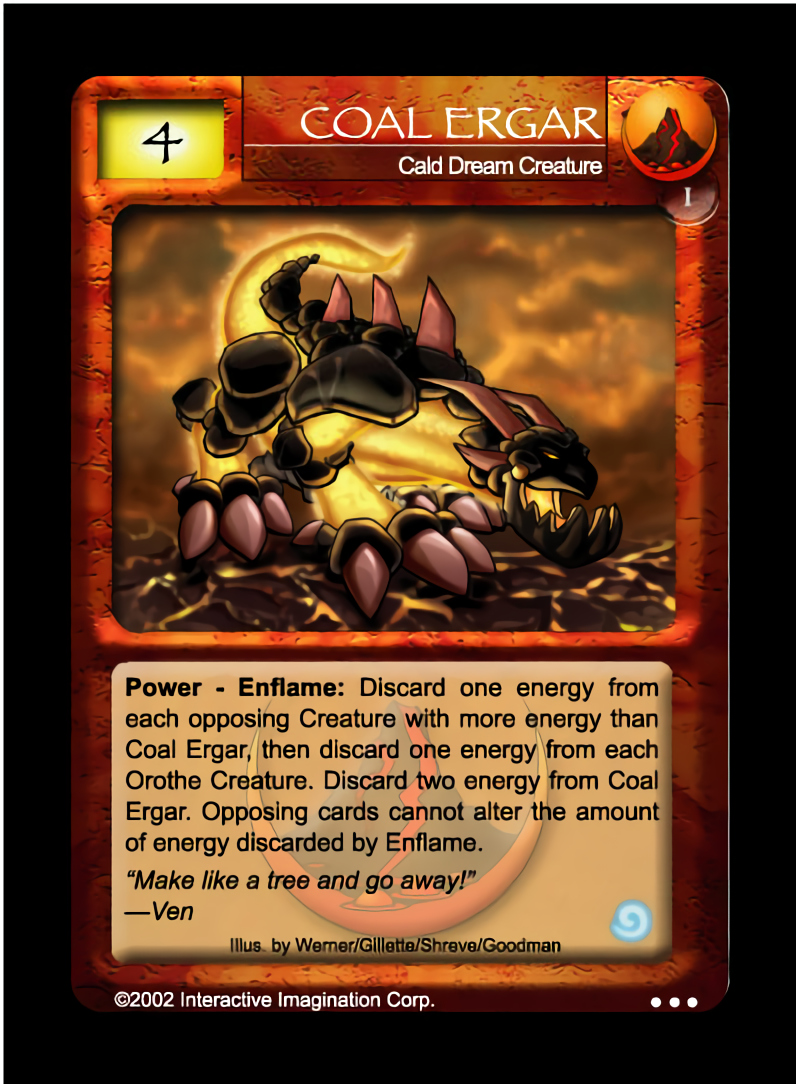 4
COAL ERGAR
Cald Dream Creature
I
Power - Enflame: Discard one energy from
each opposing Creature with more energy than
Coal Ergar, then discard one energy from each
Orothe Creature. Discard two energy from Coal
Ergar. Opposing cards cannot alter the amount
of energy discarded by Enflame.
“Make like a tree and go away!”
—Ven
Illus. by Werner/Gillette/Shreve/Goodman
©2002 Interactive Imagination Corp.